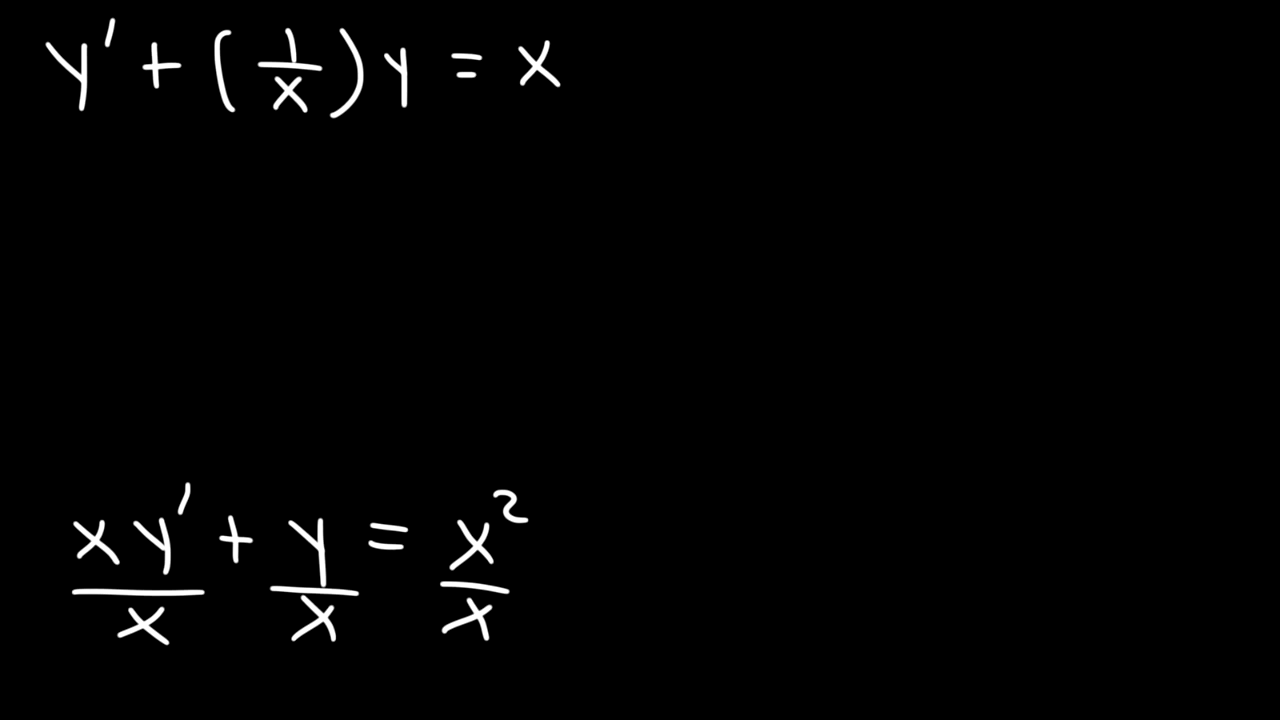 y' + (1/x)y = x
xy'/x + y/x = x²/x